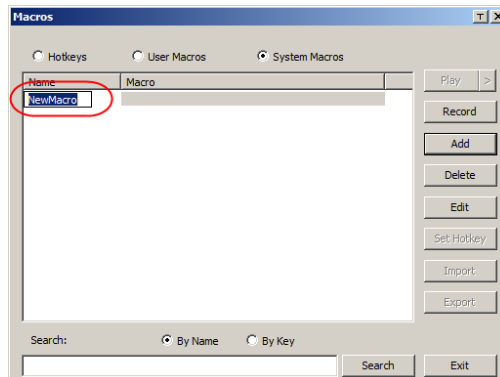 Macros
Hotkeys User Macros System Macros
Name Macro Play >
NewMacro
Record
Add
Delete
Edit
Set Hotkey
Import
Export
Search: By Name By Key
Search Exit